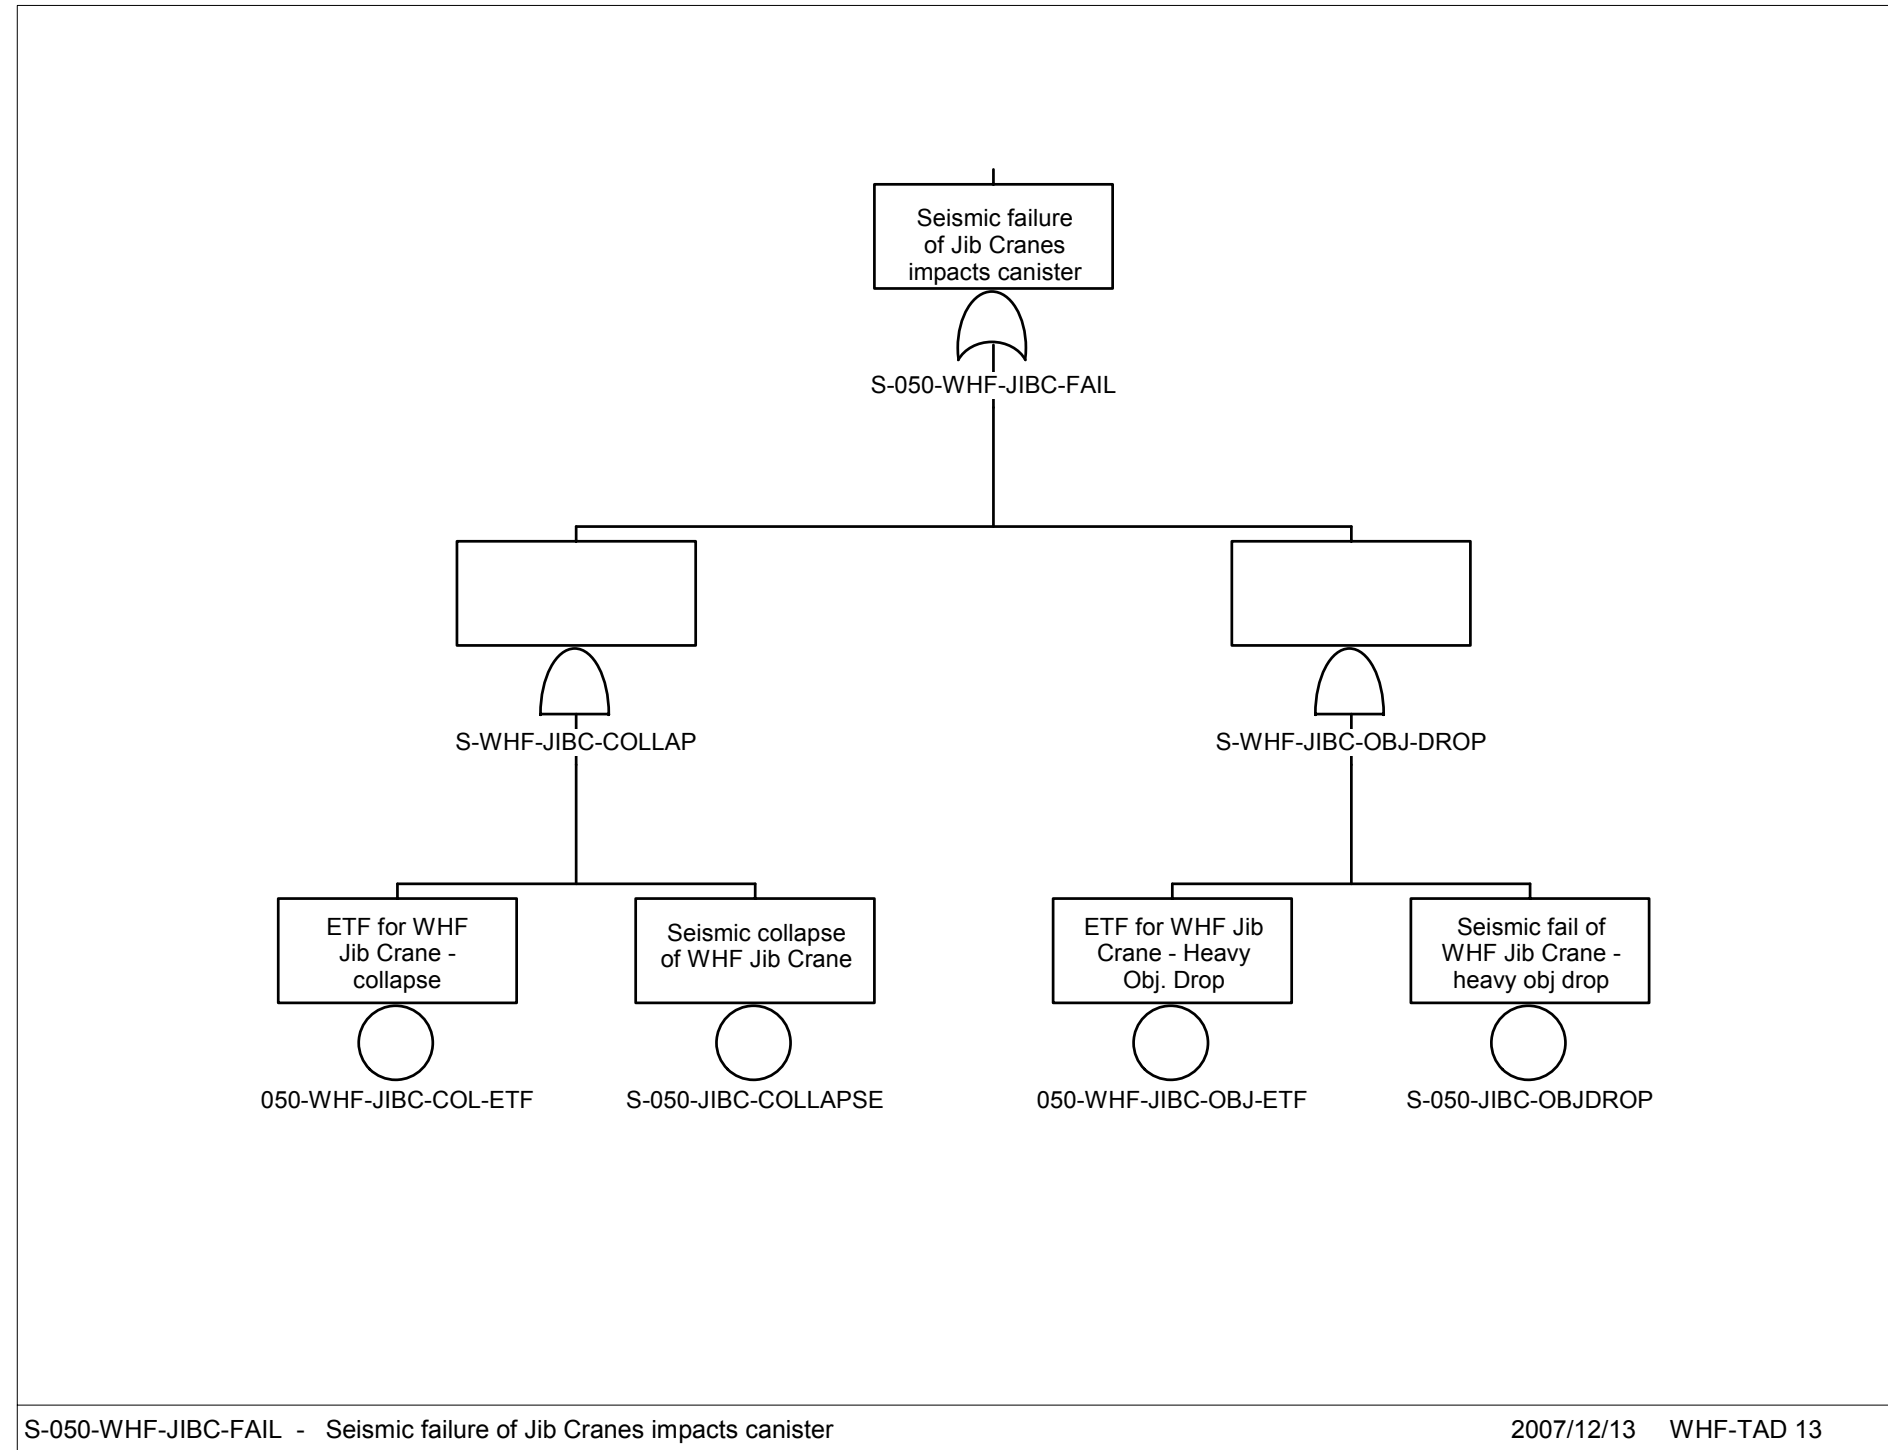 Seismic failure
of Jib Cranes
impacts canister
S-050-WHF-JIBC-FAIL
S-WHF-JIBC-COLLAP
S-WHF-JIBC-OBJ-DROP
ETF for WHF
Jib Crane -
collapse
050-WHF-JIBC-COL-ETF
Seismic collapse
of WHF Jib Crane
S-050-JIBC-COLLAPSE
ETF for WHF Jib
Crane - Heavy
Obj. Drop
050-WHF-JIBC-OBJ-ETF
Seismic fail of
WHF Jib Crane -
heavy obj drop
S-050-JIBC-OBJDROP
S-050-WHF-JIBC-FAIL - Seismic failure of Jib Cranes impacts canister
2007/12/13 WHF-TAD 13